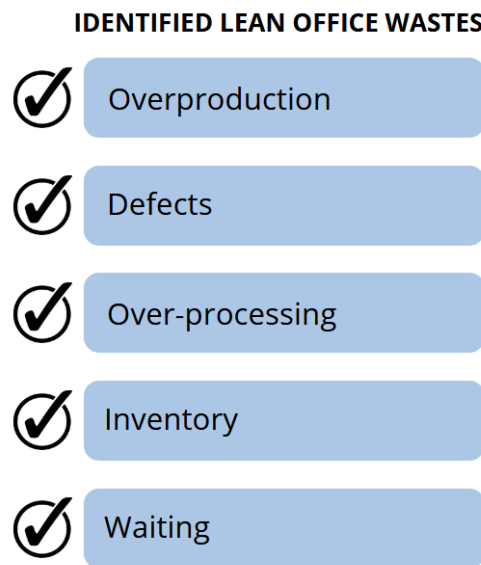 IDENTIFIED LEAN OFFICE WASTES
Overproduction
Defects
Over-processing
Inventory
Waiting